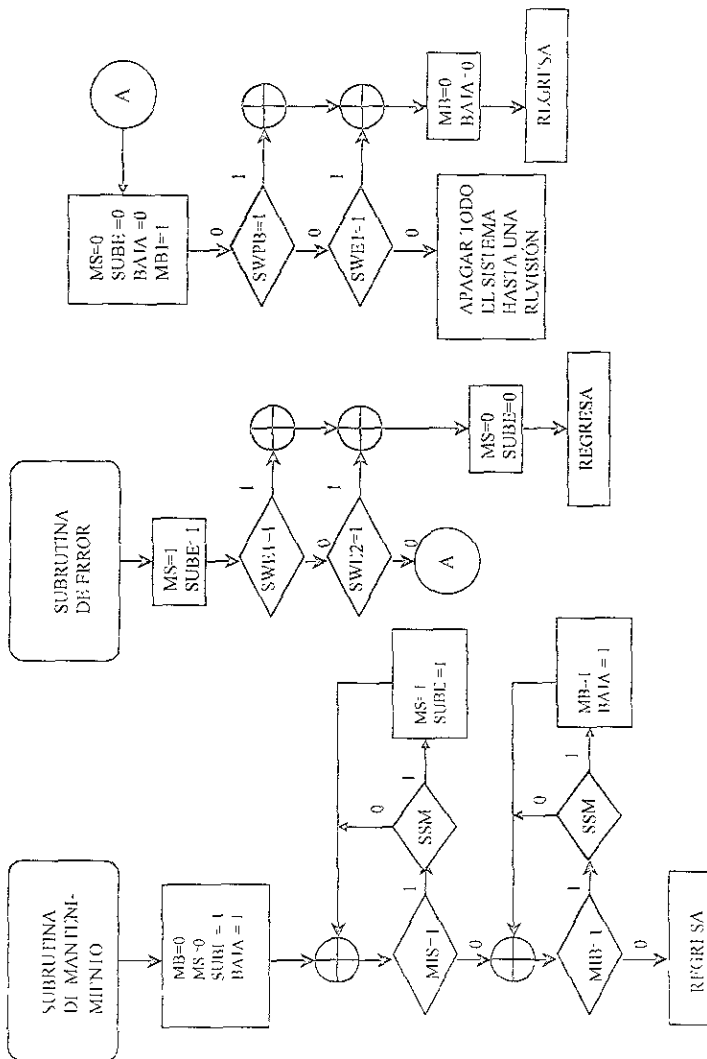 SUBRUTINA
DE MANTENI-
MIENTO
MB=0
MS=0
SUBE=1
BAJA=1
MIS=1
1
0
SSM
0
1
MS=1
SUBE=1
MIB=1
1
0
SSM
0
1
MB=1
BAJA=1
REGRESA
SUBRUTINA
DE ERROR
MS=1
SUBE=1
SWE1=1
1
0
SWE2=1
1
0
A
MS=0
SUBE=0
REGRESA
A
MS=0
SUBE=0
BAJA=0
MB1=1
0
SWPB=1
1
0
SWE1=1
1
0
MB=0
BAJA=0
REGRESA
APAGAR TODO
EL SISTEMA
HASTA UNA
REVISIÓN